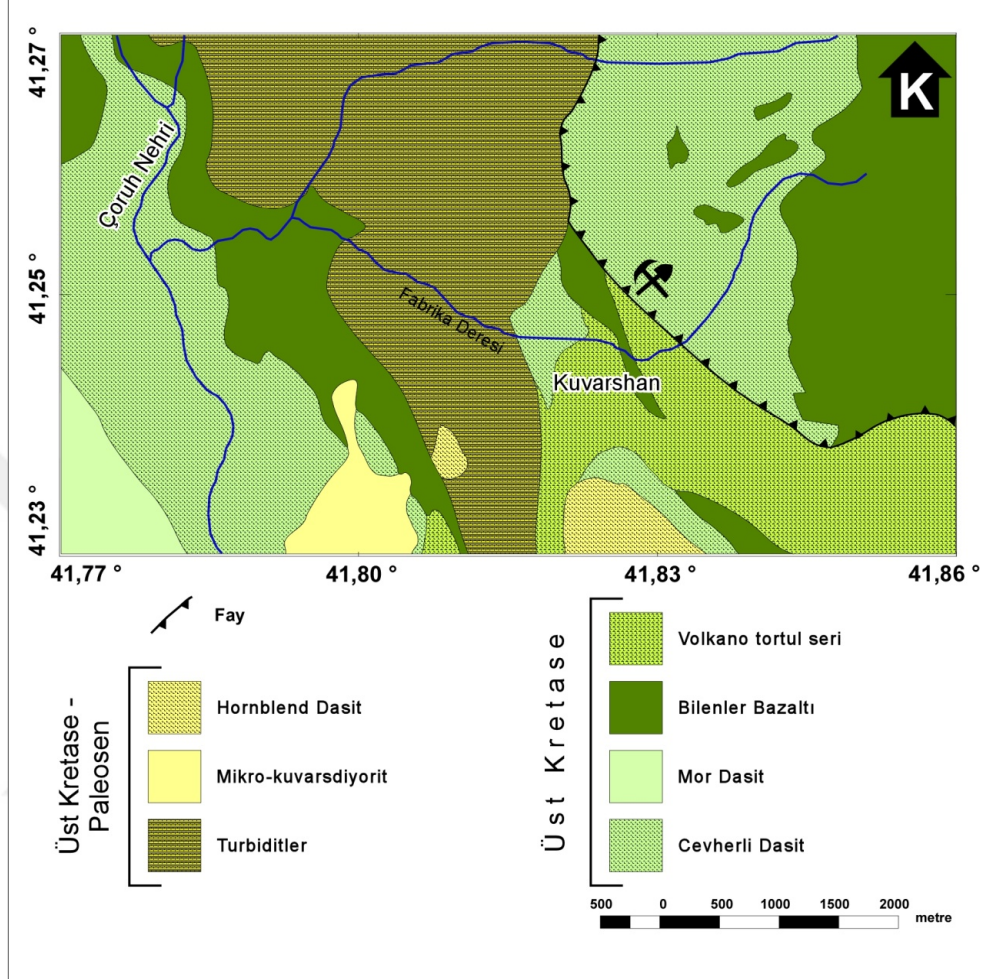 41,27 °
41,25 °
41,23 °
K
Çoruh Nehri
Fabrika Deresi
Kuvarshan
41,77 °
41,80 °
41,83 °
41,86 °
Fay
Üst Kretase -
Paleosen
Hornblend Dasit
Mikro-kuvarsdiyorit
Turbiditler
Üst Kretase
Volkano tortul seri
Bilenler Bazaltı
Mor Dasit
Cevherli Dasit
500 0 500 1000 1500 2000
metre